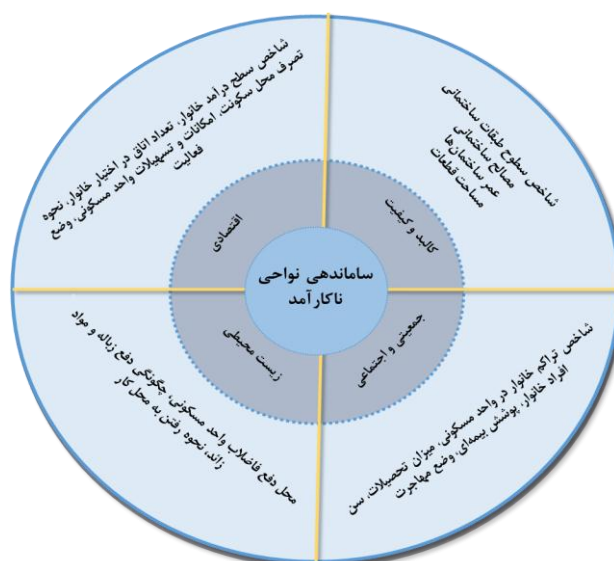 شاخص سطوح طبقات ساختمانی
مصالح ساختمانی
عمر ساختمان‌ها
مساحت قطعات
کالبد و کیفیت
شاخص سطح درآمد خانوار، تعداد اتاق در اختیار خانوار، نحوه
تصرف محل سکونت، امکانات و تسهیلات واحد مسکونی، وضع
فعالیت
اقتصادی
ساماندهی نواحی
ناکارآمد
جمعیتی و اجتماعی
شاخص تراکم خانوار در واحد مسکونی، میزان تحصیلات، سن
افراد خانوار، پوشش بیمه‌ای، وضع مهاجرت
زیست محیطی
محل دفع فاضلاب واحد مسکونی، چگونگی دفع زباله و مواد
زائد، نحوه رفتن به محل کار